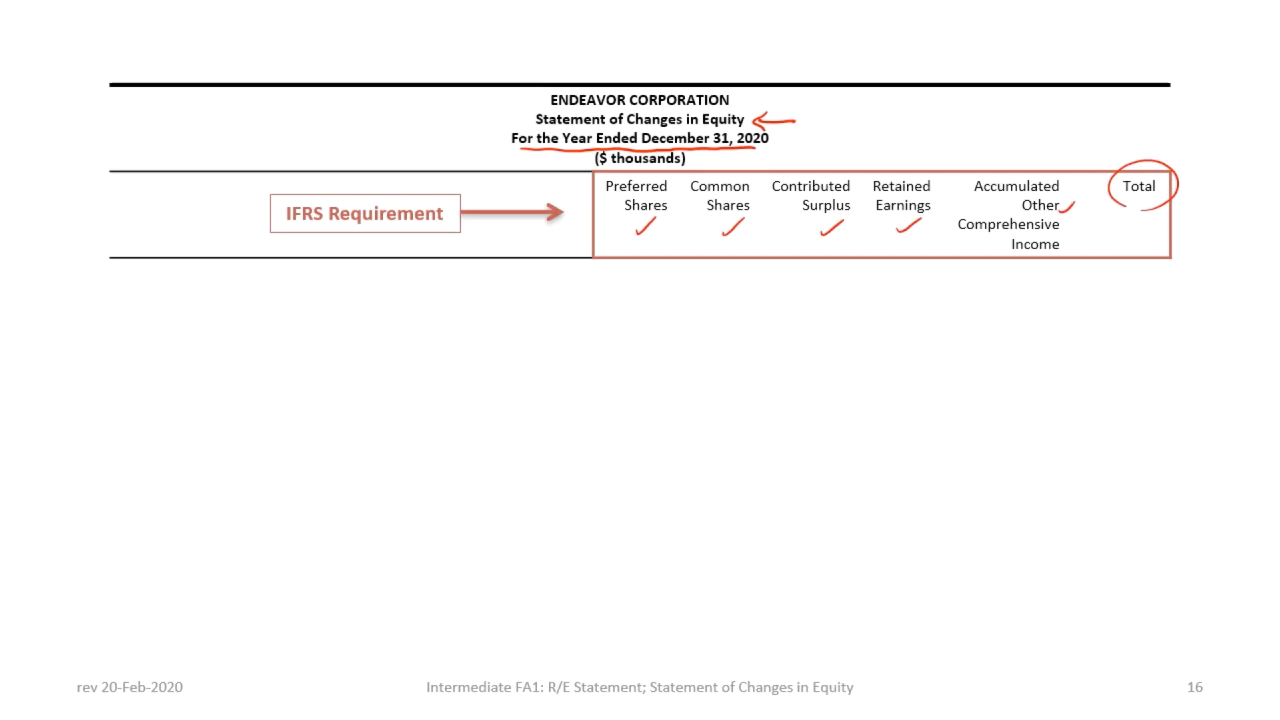 ENDEAVOR CORPORATION
Statement of Changes in Equity
For the Year Ended December 31, 2020
($ thousands)
IFRS Requirement
Preferred Shares
Common Shares
Contributed Surplus
Retained Earnings
Accumulated Other Comprehensive Income
Total
rev 20-Feb-2020
Intermediate FA1: R/E Statement; Statement of Changes in Equity
16